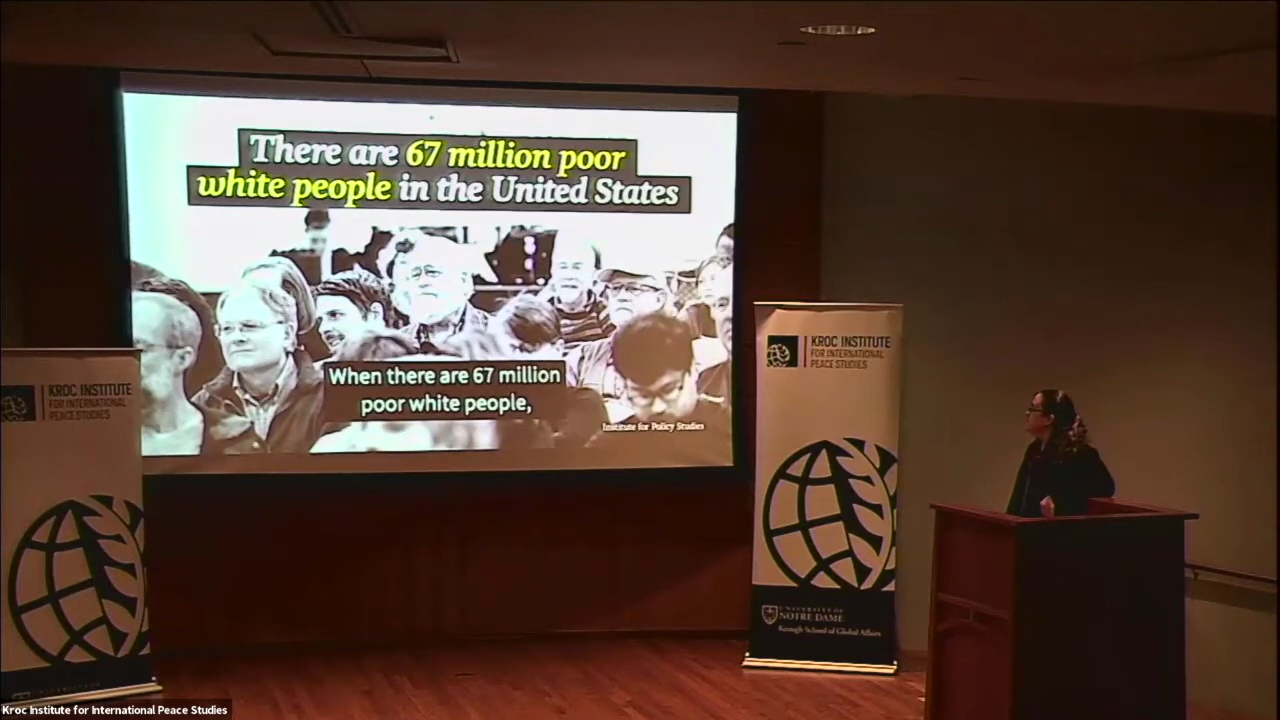 There are 67 million poor
white people in the United States
When there are 67 million
poor white people,
Institute for Policy Studies
KROC INSTITUTE
FOR INTERNATIONAL
PEACE STUDIES
KROC INSTITUTE
FOR INTERNATIONAL
PEACE STUDIES
UNIVERSITY OF
NOTRE DAME
Keough School of Global Affairs
UNIVERSITY OF
Kroc Institute for International Peace Studies